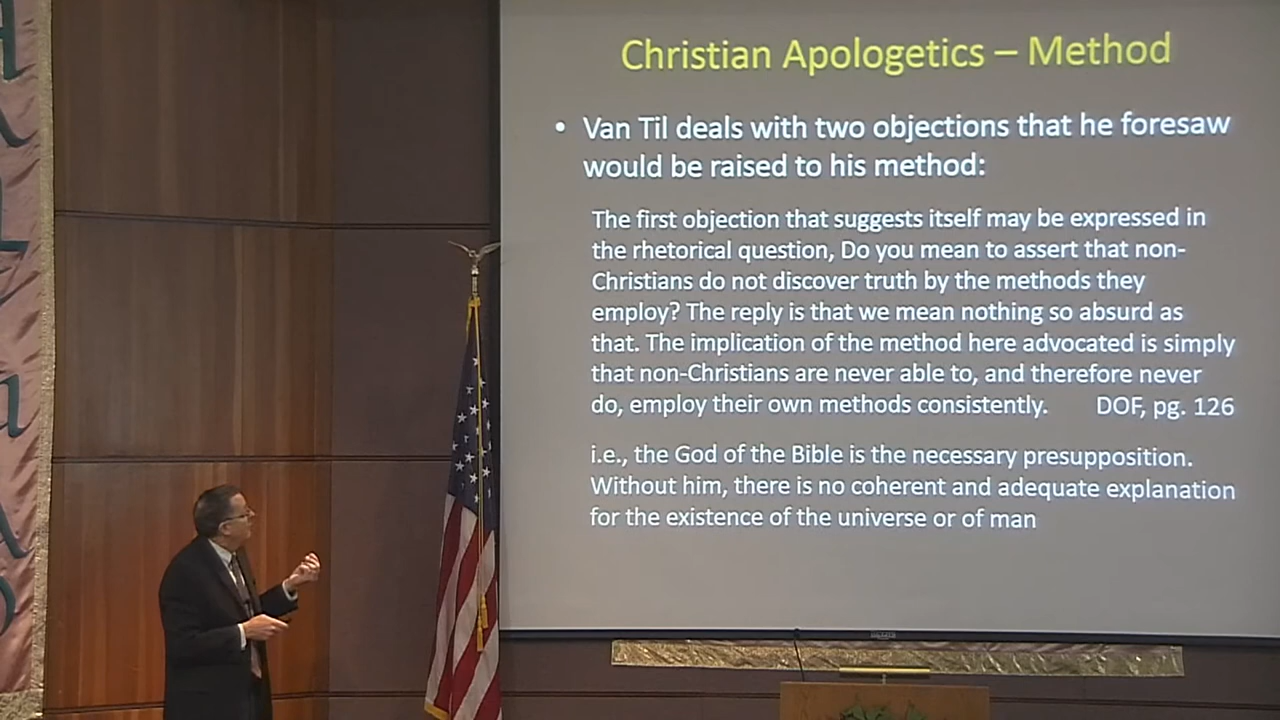 Christian Apologetics – Method
• Van Til deals with two objections that he foresaw
would be raised to his method:
The first objection that suggests itself may be expressed in
the rhetorical question, Do you mean to assert that non-
Christians do not discover truth by the methods they
employ? The reply is that we mean nothing so absurd as
that. The implication of the method here advocated is simply
that non-Christians are never able to, and therefore never
do, employ their own methods consistently. DOF, pg. 126
i.e., the God of the Bible is the necessary presupposition.
Without him, there is no coherent and adequate explanation
for the existence of the universe or of man